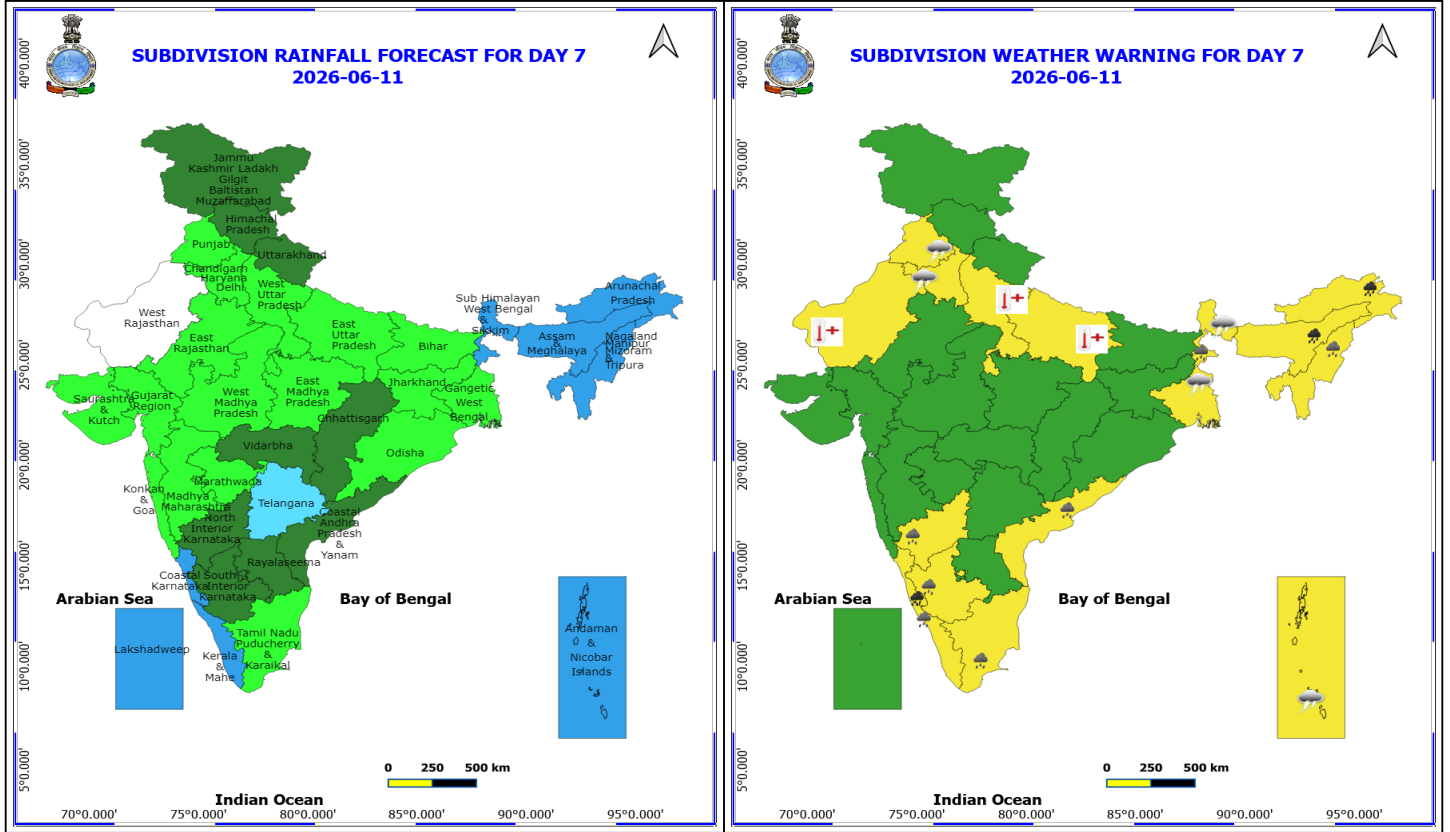 SUBDIVISION RAINFALL FORECAST FOR DAY 7
2026-06-11
40°0.000'
35°0.000'
30°0.000'
25°0.000'
20°0.000'
15°0.000'
10°0.000'
5°0.000'
Jammu
Kashmir Ladakh
Gilgit
Baltistan
Muzaffarabad
Himachal
Pradesh
Punjab
Uttarakhand
Chandigarh
Haryana
Delhi
West
Uttar
Pradesh
West
Rajasthan
East
Rajasthan
East
Uttar
Pradesh
Bihar
Sub Himalayan
West Bengal
&
Sikkim
Arunachal
Pradesh
Assam
&
Meghalaya
Nagaland
Manipur
Mizoram
&
Tripura
Saurashtra
&
Kutch
Gujarat
Region
West
Madhya
Pradesh
East
Madhya
Pradesh
Jharkhand
Gangetic
West
Bengal
Chhattisgarh
Vidarbha
Odisha
Konkan
&
Goa
Madhya
Maharashtra
Marathwada
Telangana
North
Interior
Karnataka
Coastal
Andhra
Pradesh
&
Yanam
Rayalaseema
Coastal
Karnataka
South
Interior
Karnataka
Arabian Sea
Bay of Bengal
Lakshadweep
Kerala
&
Mahe
Tamil Nadu
Puducherry
&
Karaikal
Andaman
&
Nicobar
Islands
0 250 500 km
Indian Ocean
70°0.000' 75°0.000' 80°0.000' 85°0.000' 90°0.000' 95°0.000'
SUBDIVISION WEATHER WARNING FOR DAY 7
2026-06-11
40°0.000'
35°0.000'
30°0.000'
25°0.000'
20°0.000'
15°0.000'
10°0.000'
5°0.000'
Arabian Sea
Bay of Bengal
0 250 500 km
Indian Ocean
70°0.000' 75°0.000' 80°0.000' 85°0.000' 90°0.000' 95°0.000'